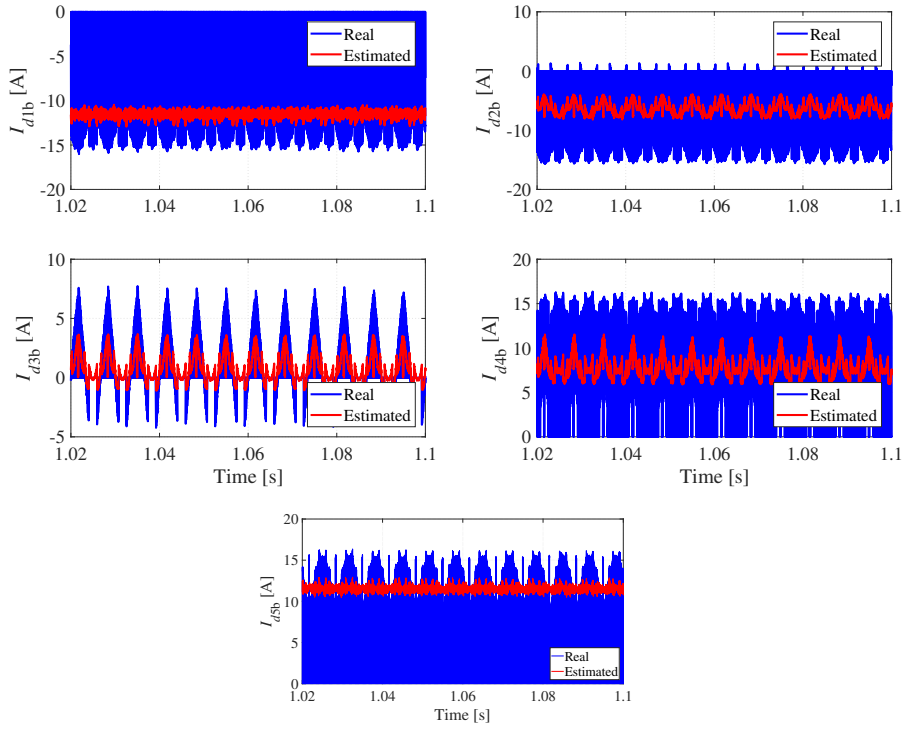 0
-5
-10
-15
-20
I_{d1b} [A]
Real
Estimated
1.02
1.04
1.06
1.08
1.1
10
0
-10
-20
I_{d2b} [A]
Real
Estimated
1.02
1.04
1.06
1.08
1.1
10
5
0
-5
I_{d3b} [A]
Real
Estimated
1.02
1.04
1.06
1.08
1.1
Time [s]
20
15
10
5
0
I_{d4b} [A]
Real
Estimated
1.02
1.04
1.06
1.08
1.1
Time [s]
20
15
10
5
0
I_{d5b} [A]
Real
Estimated
1.02
1.04
1.06
1.08
1.1
Time [s]